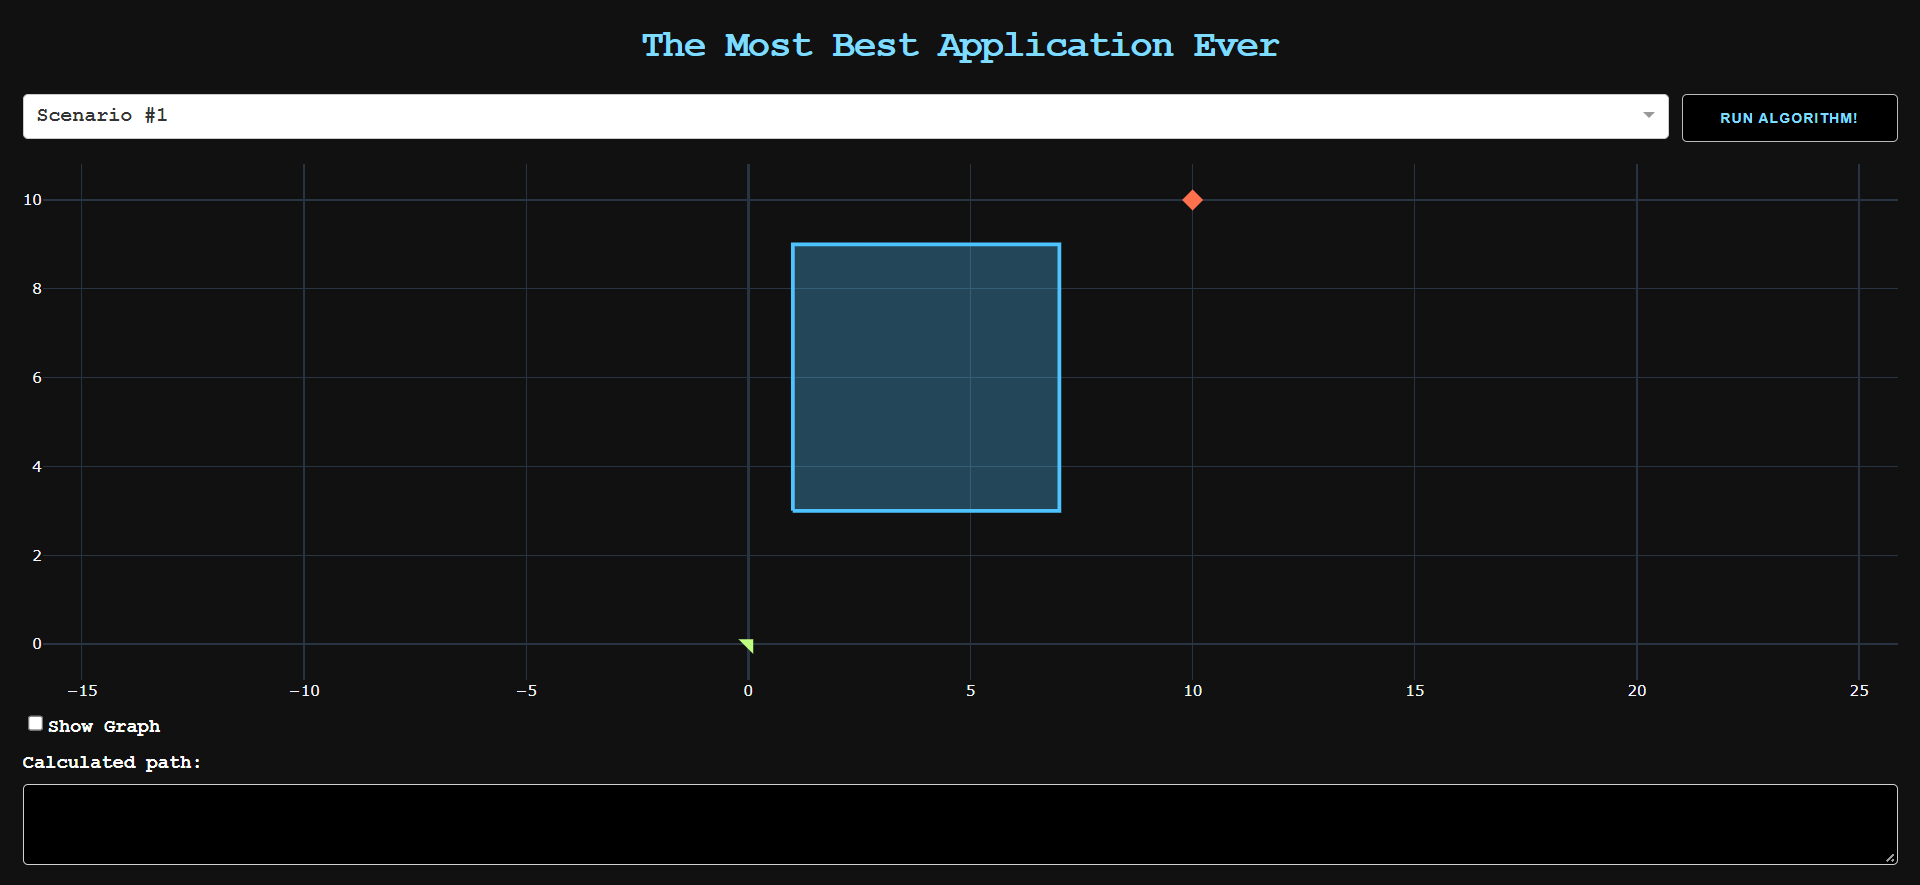 The Most Best Application Ever
Scenario #1
RUN ALGORITHM!
10
8
6
4
2
0
−15 −10 −5 0 5 10 15 20 25
Show Graph
Calculated path: